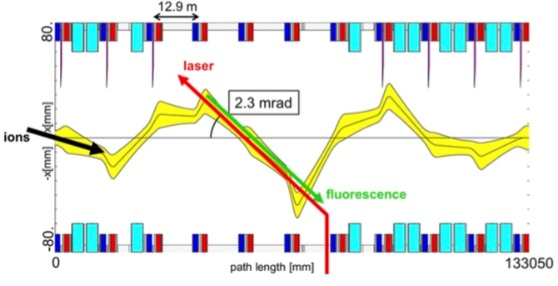 12.9 m
80.
laser
2.3 mrad
x[mm]
ions
-x[mm]
fluorescence
-80.
0
path length [mm]
133050